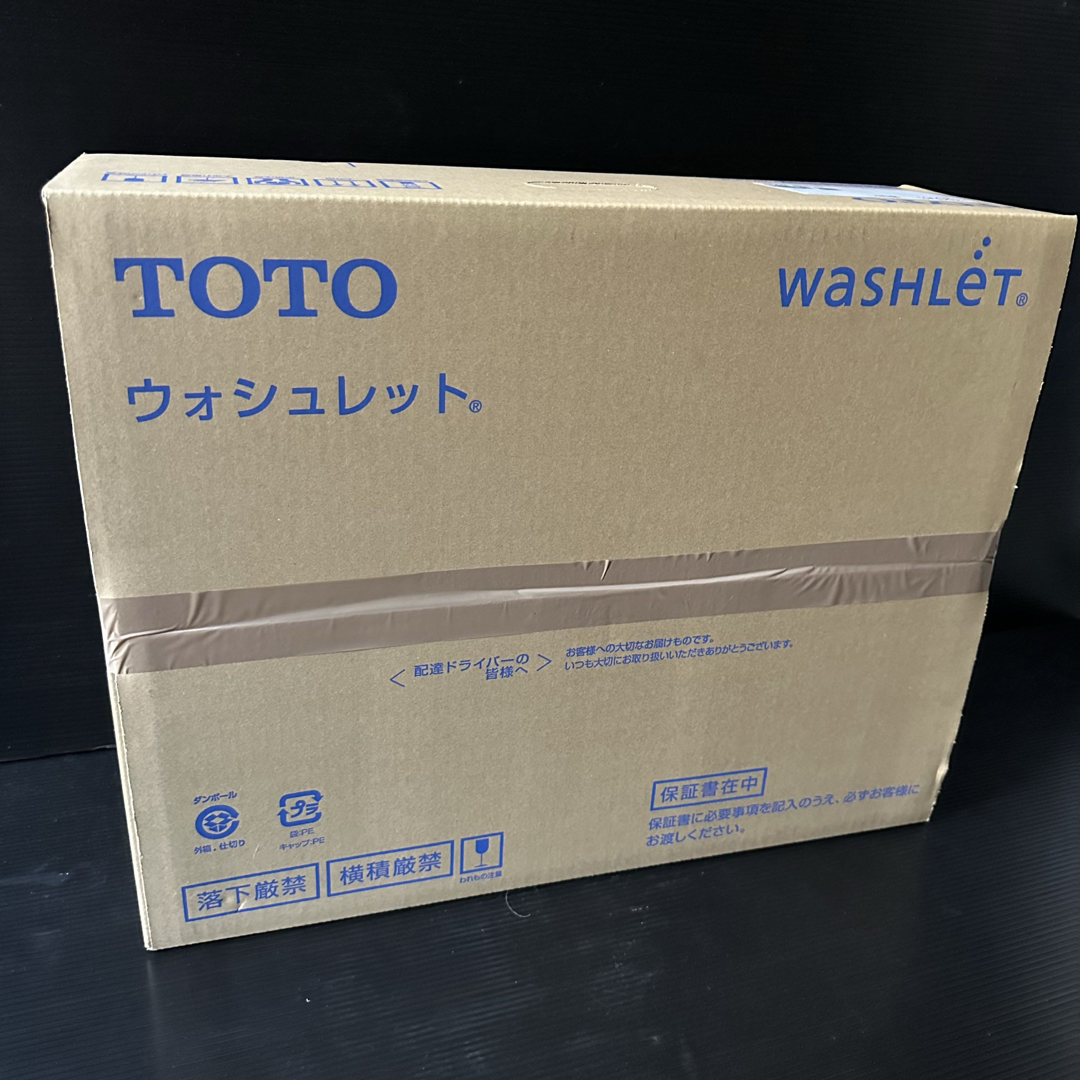 TOTO
WASHLET®
ウォシュレット®
＜ 配達ドライバーの
皆様へ ＞
お客様への大切なお届けものです。
いつも大切にお取り扱いいただきありがとうございます。
ダンボール
外箱．仕切り
プラ
袋:PE
キャップ:PE
落下厳禁
横積厳禁
われもの注意
保証書在中
保証書に必要事項を記入のうえ、必ずお客様に
お渡しください。